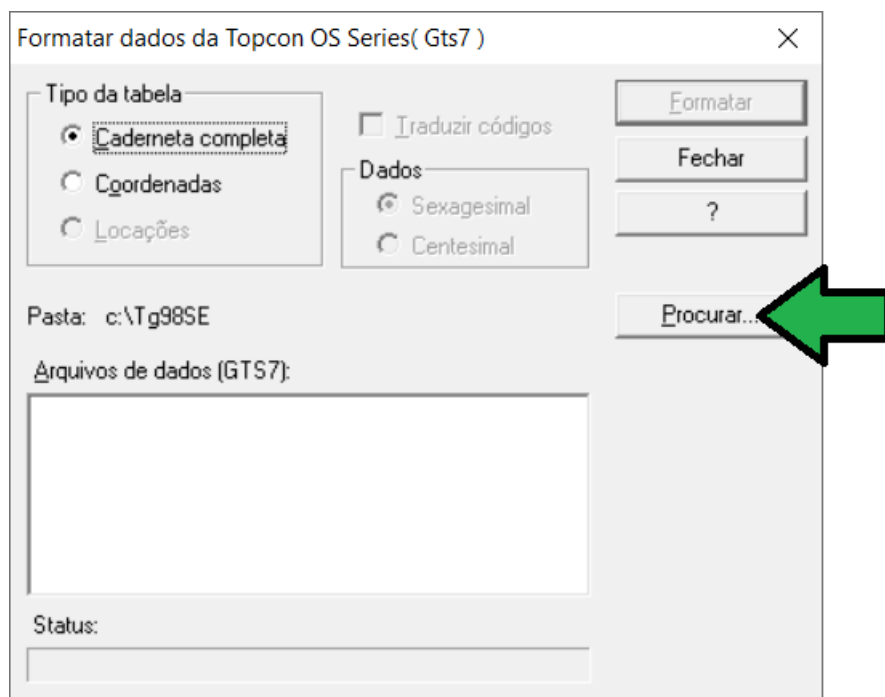 Formatar dados da Topcon OS Series( Gts7 )
Tipo da tabela
Caderneta completa
Coordenadas
Locações
Traduzir códigos
Dados
Sexagesimal
Centesimal
Formatar
Fechar
?
Pasta: c:\Tg98SE
Procurar...
Arquivos de dados (GTS7):
Status: